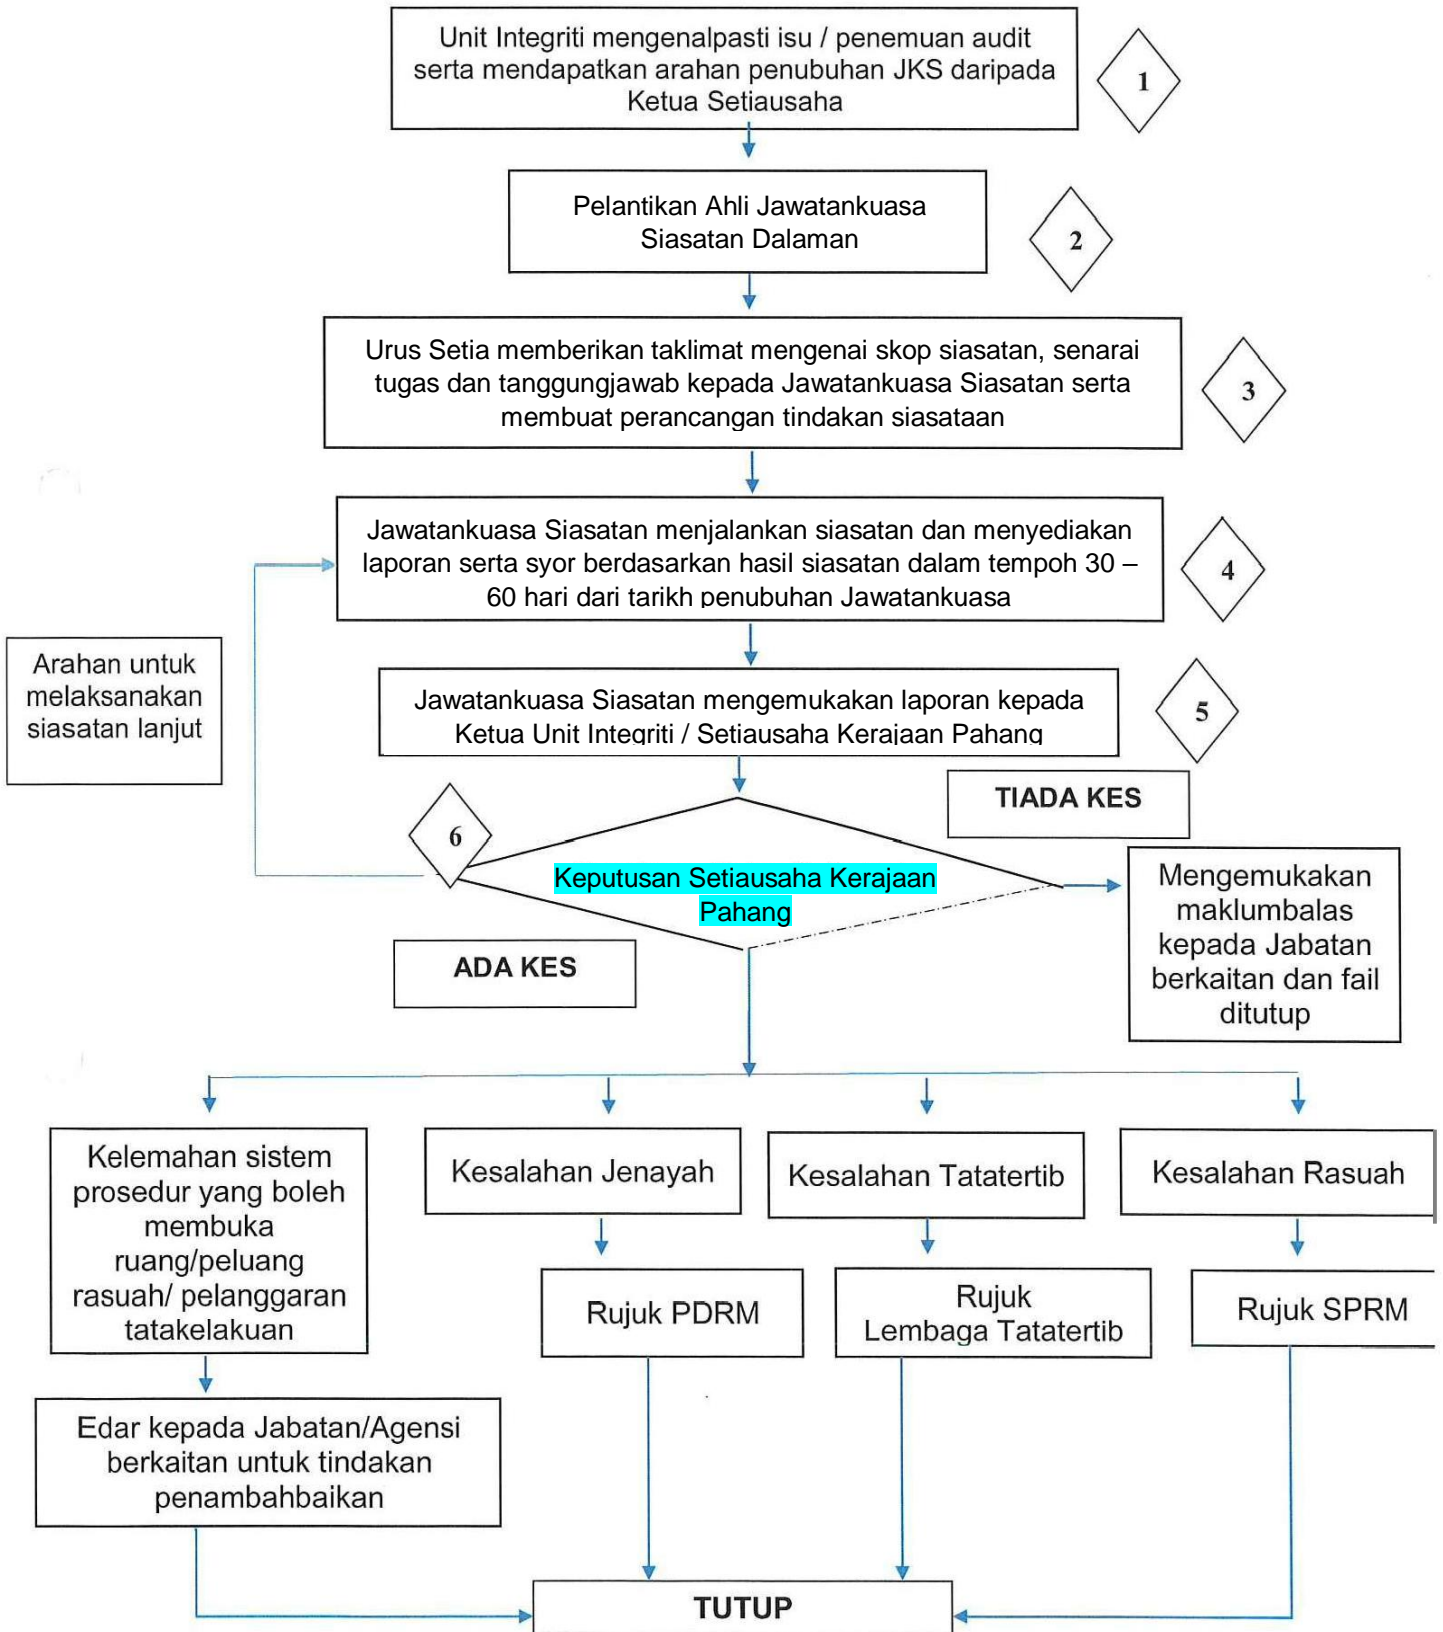 Unit Integriti mengenalpasti isu / penemuan audit
serta mendapatkan arahan penubuhan JKS daripada
Ketua Setiausaha
1
Pelantikan Ahli Jawatankuasa
Siasatan Dalaman
2
Urus Setia memberikan taklimat mengenai skop siasatan, senarai
tugas dan tanggungjawab kepada Jawatankuasa Siasatan serta
membuat perancangan tindakan siasataan
3
Jawatankuasa Siasatan menjalankan siasatan dan menyediakan
laporan serta syor berdasarkan hasil siasatan dalam tempoh 30 –
60 hari dari tarikh penubuhan Jawatankuasa
4
Arahan untuk
melaksanakan
siasatan lanjut
Jawatankuasa Siasatan mengemukakan laporan kepada
Ketua Unit Integriti / Setiausaha Kerajaan Pahang
5
TIADA KES
6
Keputusan Setiausaha Kerajaan
Pahang
Mengemukakan
maklumbalas
kepada Jabatan
berkaitan dan fail
ditutup
ADA KES
Kelemahan sistem
prosedur yang boleh
membuka
ruang/peluang
rasuah/ pelanggaran
tatakelakuan
Kesalahan Jenayah
Kesalahan Tatatertib
Kesalahan Rasuah
Rujuk PDRM
Rujuk
Lembaga Tatatertib
Rujuk SPRM
Edar kepada Jabatan/Agensi
berkaitan untuk tindakan
penambahbaikan
TUTUP